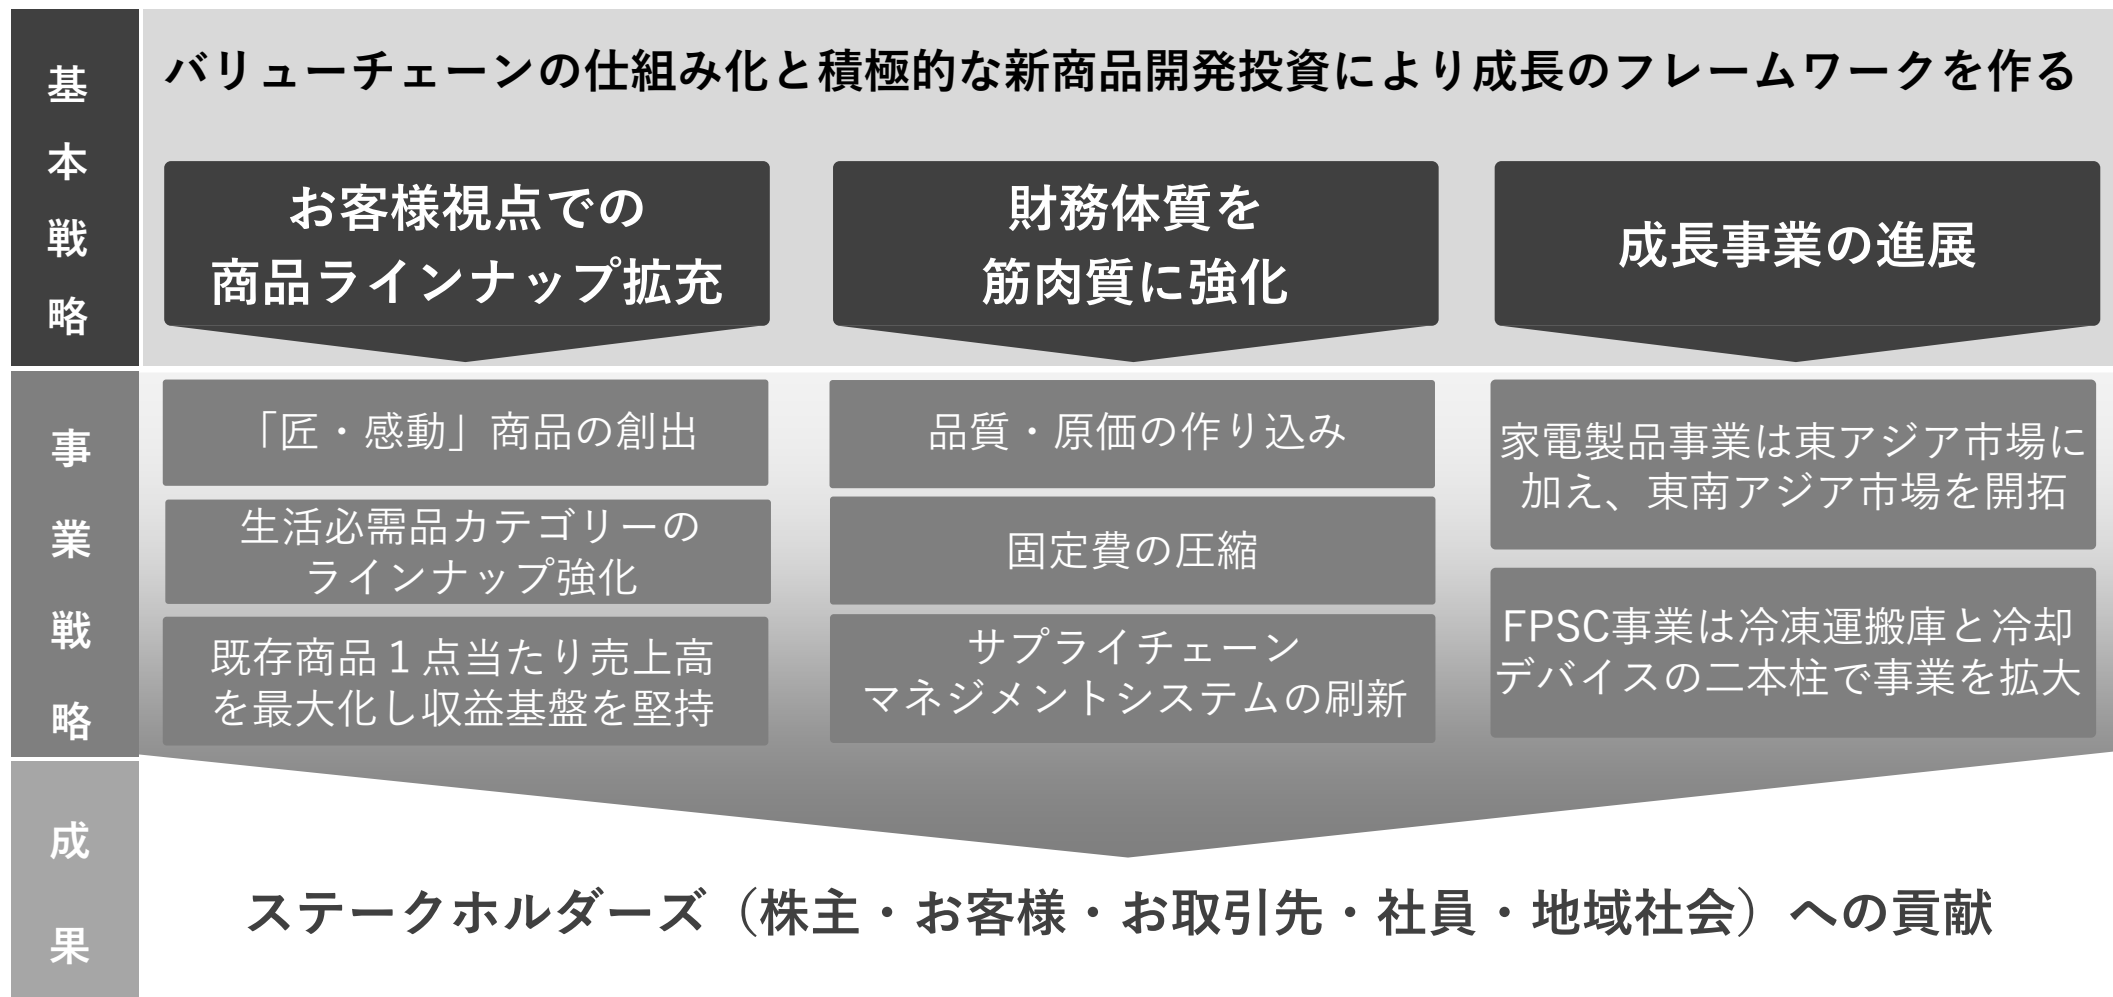 基本戦略
バリューチェーンの仕組み化と積極的な新商品開発投資により成長のフレームワークを作る
お客様視点での
商品ラインナップ拡充
財務体質を
筋肉質に強化
成長事業の進展
事業戦略
「匠・感動」商品の創出
生活必需品カテゴリーの
ラインナップ強化
既存商品１点当たり売上高
を最大化し収益基盤を堅持
品質・原価の作り込み
固定費の圧縮
サプライチェーン
マネジメントシステムの刷新
家電製品事業は東アジア市場に
加え、東南アジア市場を開拓
FPSC事業は冷凍運搬庫と冷却
デバイスの二本柱で事業を拡大
成果
ステークホルダーズ（株主・お客様・お取引先・社員・地域社会）への貢献